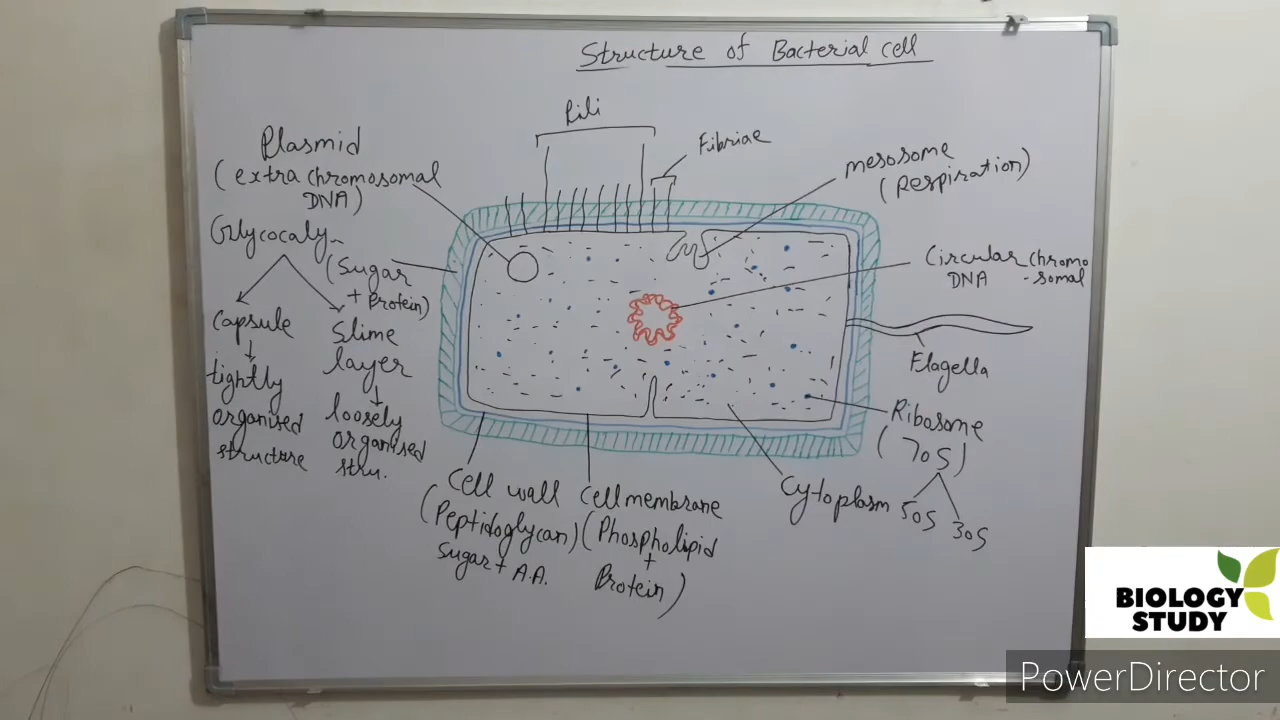 Structure of Bacterial cell
Pili
Fibriae
Plasmid
(extra chromosomal
DNA)
mesosome
(Respiration)
Glycocaly
(Sugar
+ Protein)
Capsule
↓
tightly
organised
structure
Slime
layer
↓
loosely
organised
stru.
Circular chromo
DNA -somal
Flagella
Ribosome
(70S)
50S 30S
Cytoplasm
Cell wall
(Peptidoglycan)
Sugar + A.A.
Cell membrane
(Phospholipid
+
Protein)
BIOLOGY
STUDY
PowerDirector